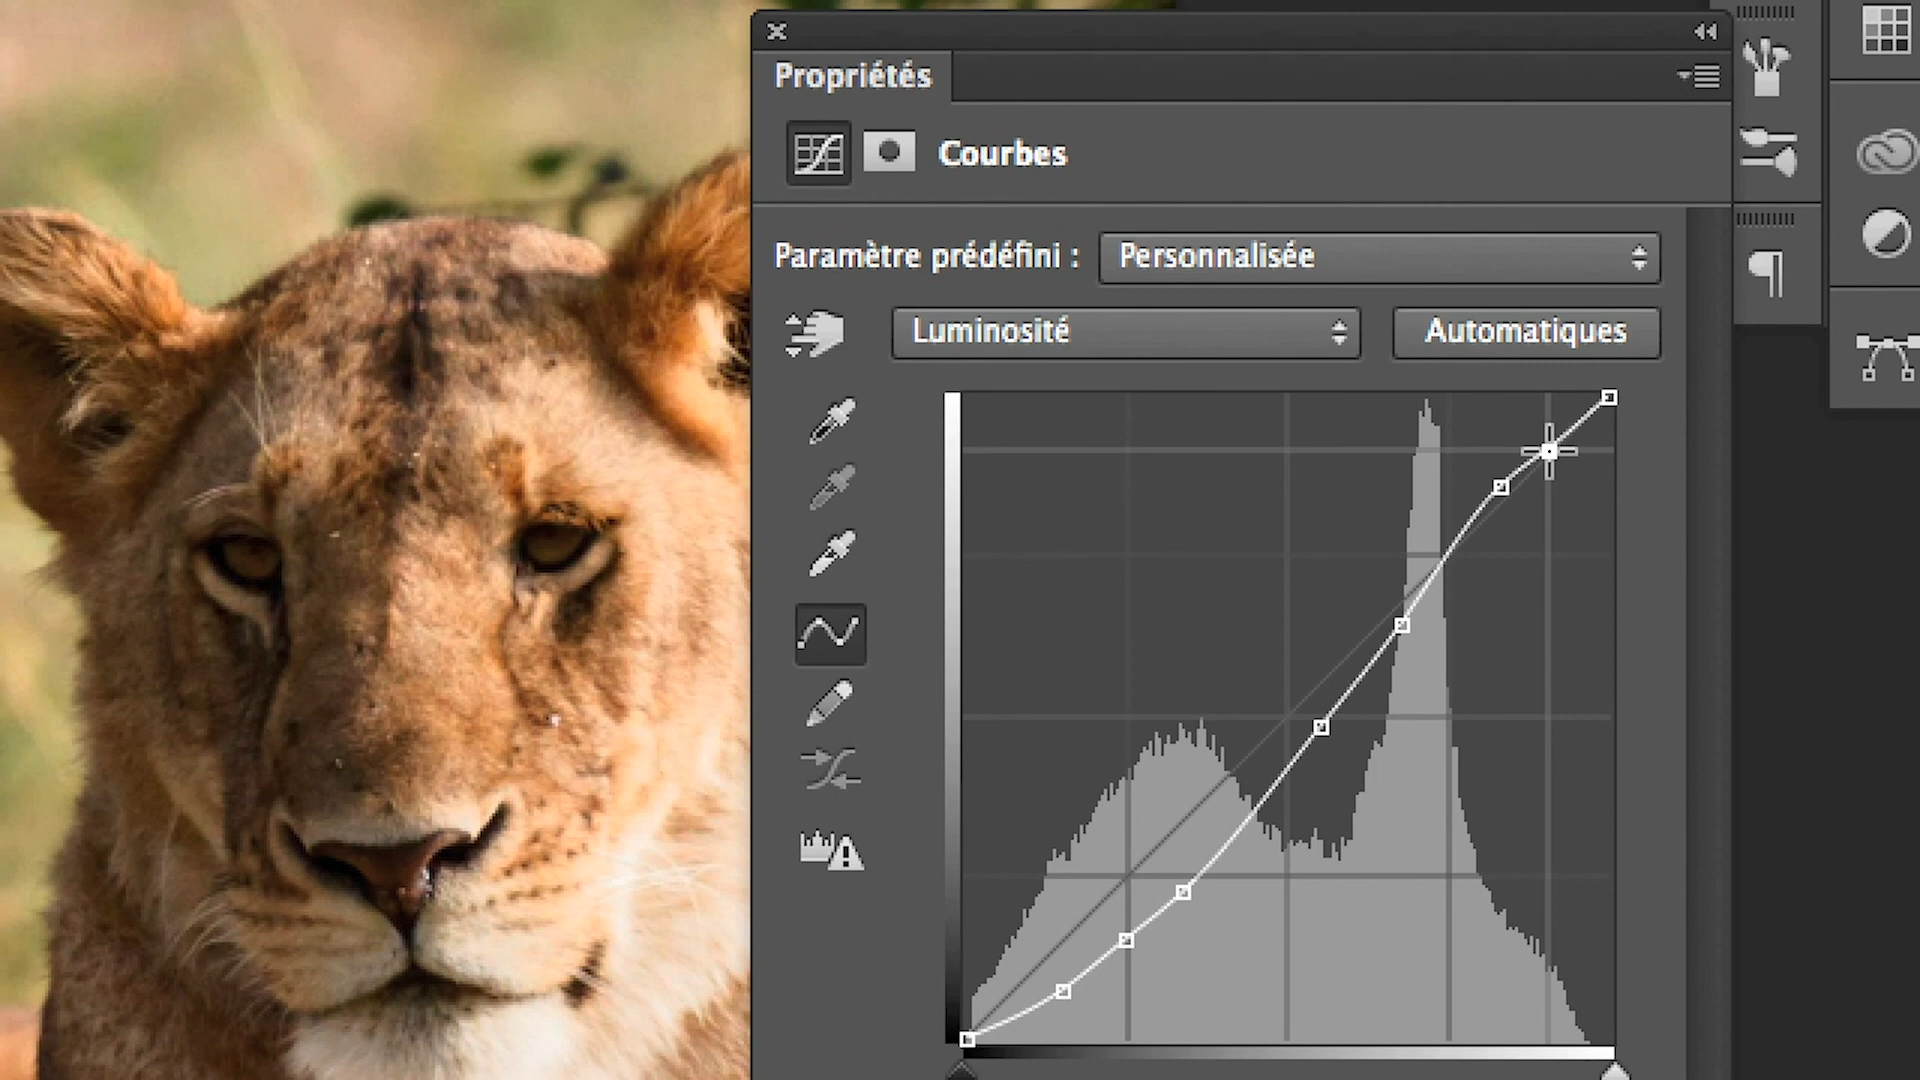 Propriétés
Courbes
Paramètre prédéfini : Personnalisée
Luminosité Automatiques